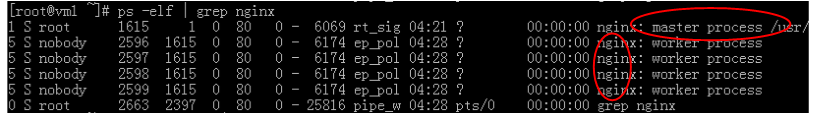 [root@vm1 ~]# ps -elf | grep nginx
1 S root 1615 1 0 80 0 - 6069 rt_sig 04:21 ? 00:00:00 nginx: master process /usr/
5 S nobody 2596 1615 0 80 0 - 6174 ep_pol 04:28 ? 00:00:00 nginx: worker process
5 S nobody 2597 1615 0 80 0 - 6174 ep_pol 04:28 ? 00:00:00 nginx: worker process
5 S nobody 2598 1615 0 80 0 - 6174 ep_pol 04:28 ? 00:00:00 nginx: worker process
5 S nobody 2599 1615 0 80 0 - 6174 ep_pol 04:28 ? 00:00:00 nginx: worker process
0 S root 2663 2397 0 80 0 - 25816 pipe_w 04:28 pts/0 00:00:00 grep nginx